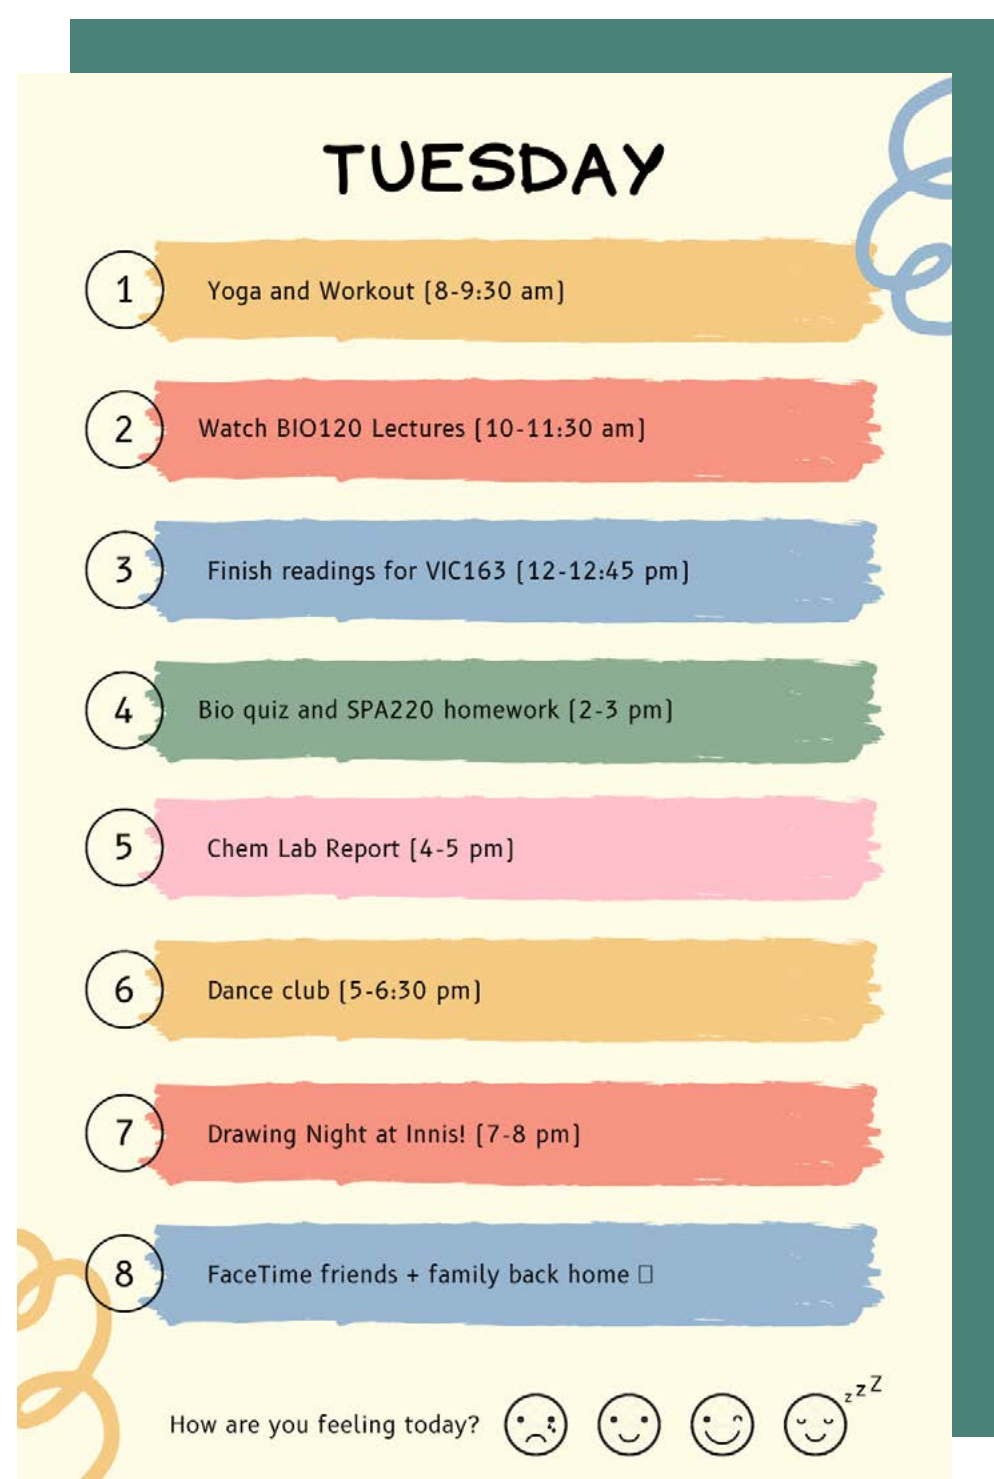 TUESDAY
1
Yoga and Workout (8-9:30 am)
2
Watch BIO120 Lectures (10-11:30 am)
3
Finish readings for VIC163 (12-12:45 pm)
4
Bio quiz and SPA220 homework (2-3 pm)
5
Chem Lab Report (4-5 pm)
6
Dance club (5-6:30 pm)
7
Drawing Night at Innis! (7-8 pm)
8
FaceTime friends + family back home
How are you feeling today?
z z Z